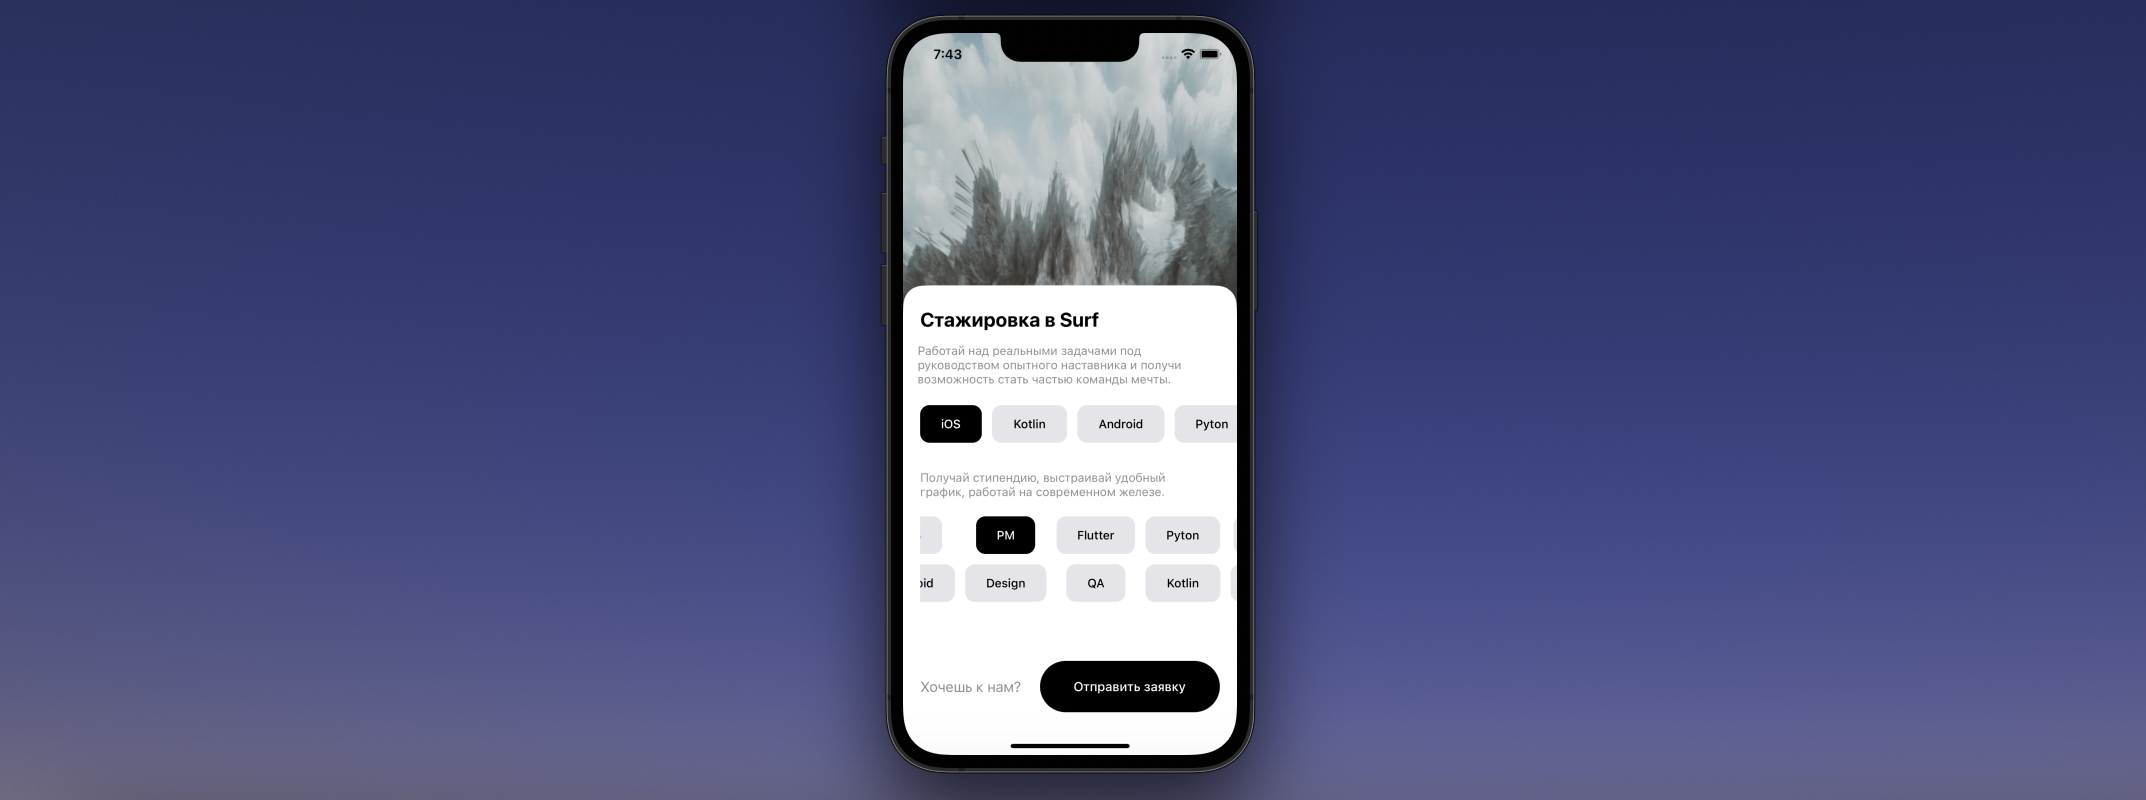 7:43
Стажировка в Surf
Работай над реальными задачами под
руководством опытного наставника и получи
возможность стать частью команды мечты.
iOS Kotlin Android Pyton
Получай стипендию, выстраивай удобный
график, работай на современном железе.
PM Flutter Pyton
oid Design QA Kotlin
Хочешь к нам? Отправить заявку